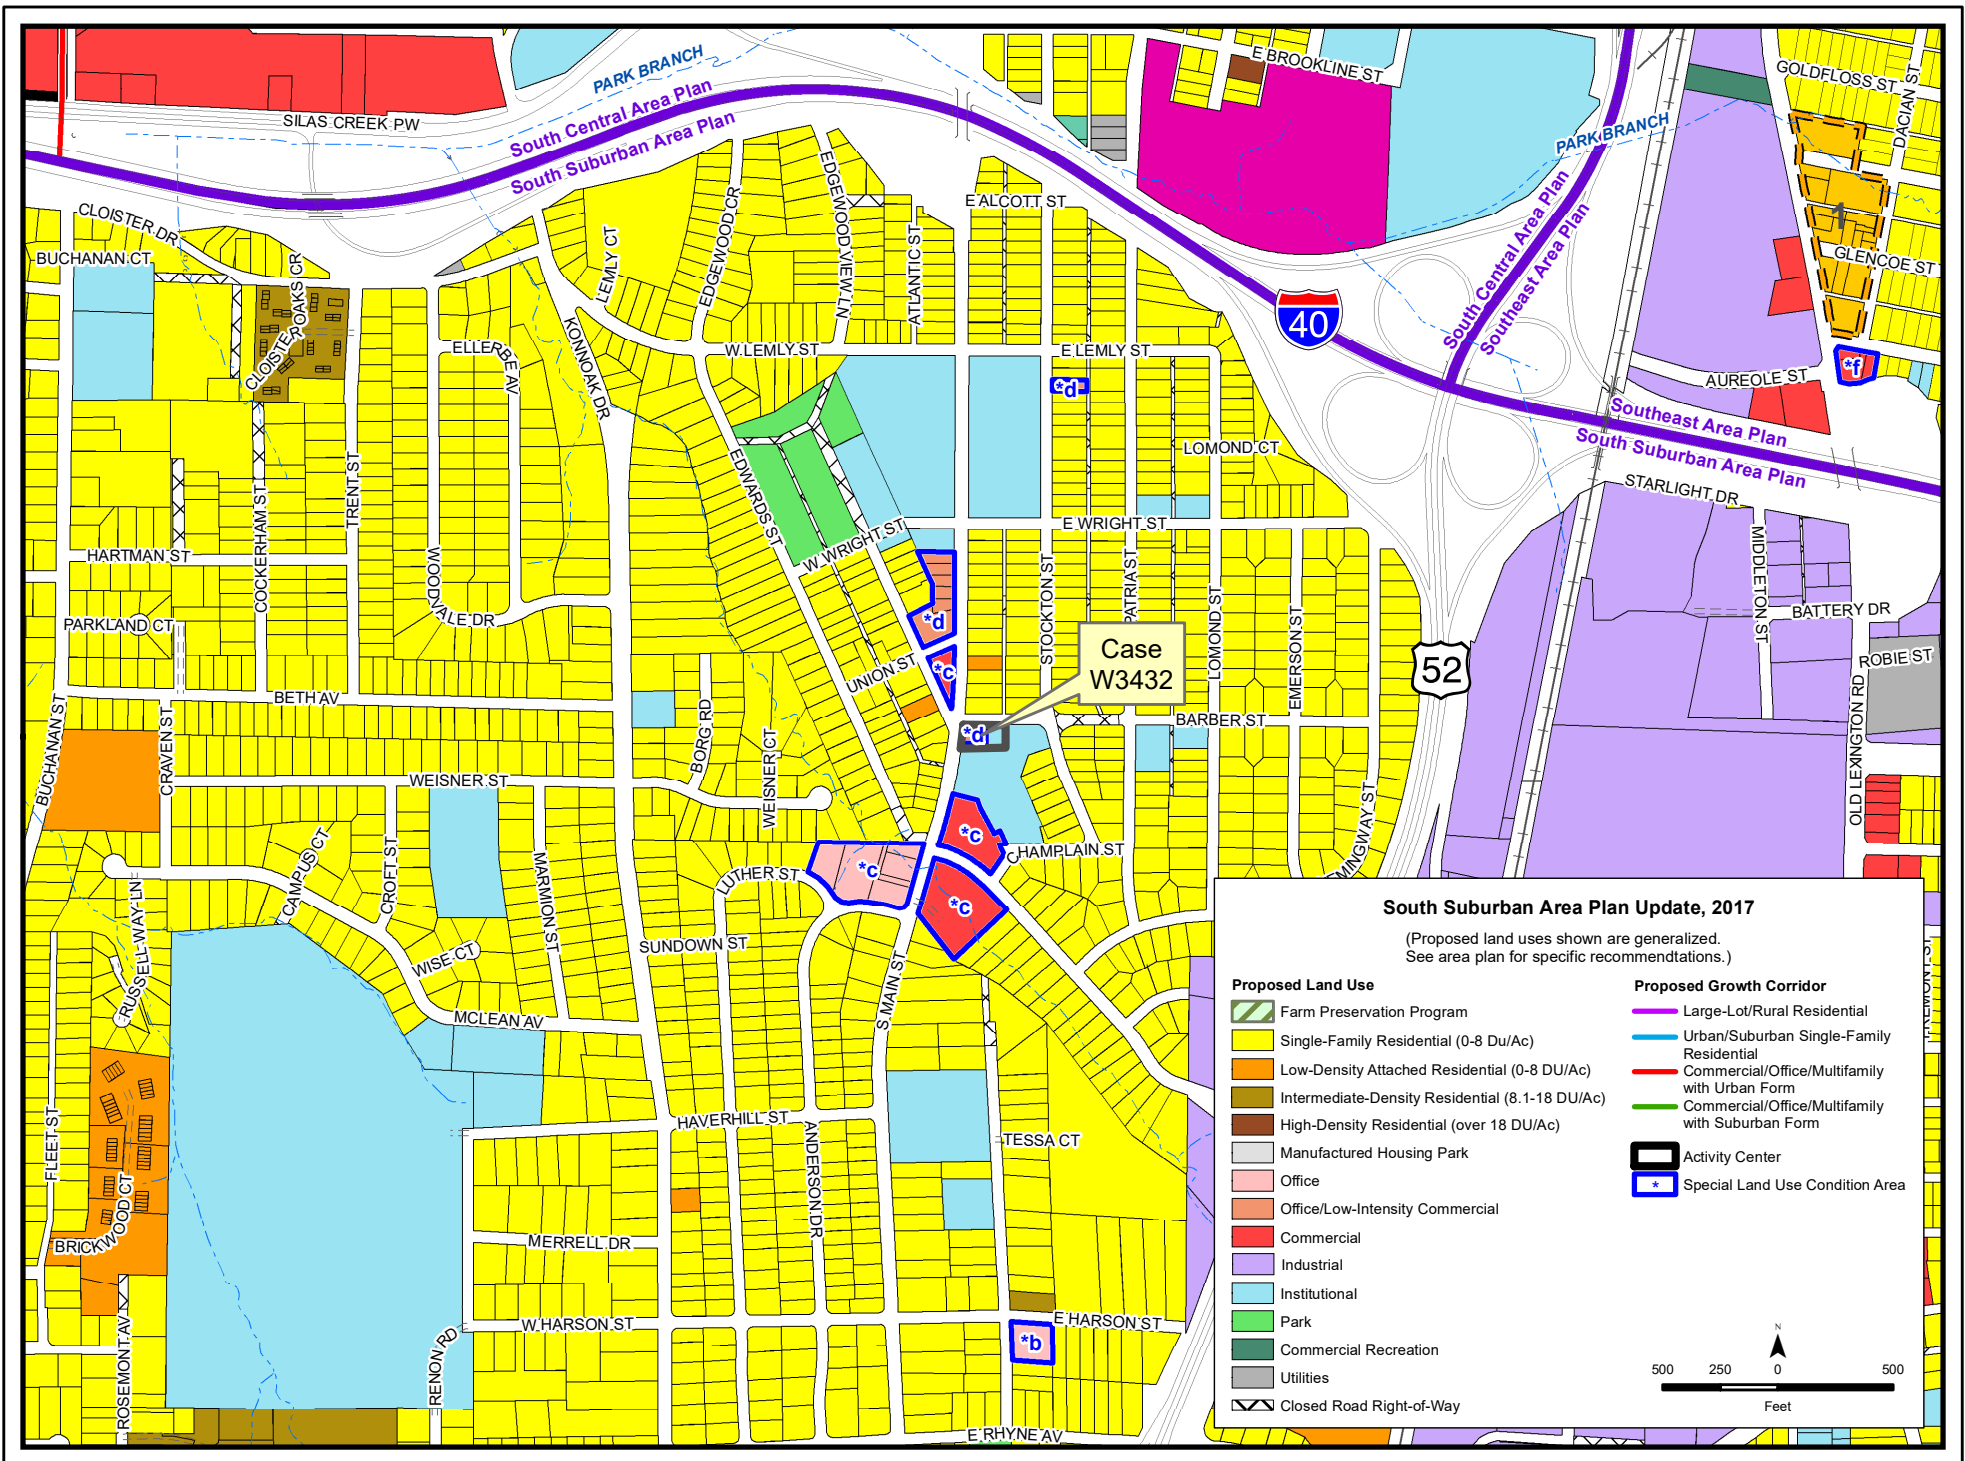 PARK BRANCH
E BROOKLINE ST
GOLDFLOSS ST
DACIAN ST
SILAS CREEK PW
South Central Area Plan
South Suburban Area Plan
PARK BRANCH
EDGEWOOD VIEW LN
EDGEWOOD CR
E ALCOTT ST
South Central Area Plan
Southeast Area Plan
1
GLENCOE ST
CLOISTER DR
BUCHANAN CT
CLOISTER OAKS CR
LEMLY CT
ATLANTIC ST
KONNOAK DR
40
ELLERBE AV
W LEMLY ST
E LEMLY ST
*d
*f
AUREOLE ST
Southeast Area Plan
South Suburban Area Plan
LOMOND CT
STARLIGHT DR
TRENT ST
COCKERHAM ST
EDWARDS ST
W WRIGHT ST
E WRIGHT ST
HARTMAN ST
WOODVALE DR
STOCKTON ST
PATRIA ST
LOMOND ST
EMERSON ST
MIDDLETON ST
BATTERY DR
PARKLAND CT
*d
UNION ST
*c
Case
W3432
52
ROBIE ST
OLD LEXINGTON RD
BETH AV
BUCHANAN ST
CRAVEN ST
BORG RD
WEISNER CT
*d
BARBER ST
WEISNER ST
HEMINGWAY ST
CAMPUS CT
CROFT ST
MARMION ST
LUTHER ST
*c
*c
*c
CHAMPLAIN ST
RUSSELL WAY LN
WISE CT
SUNDOWN ST
S MAIN ST
MCLEAN AV
FLEET ST
HAVERHILL ST
ANDERSON DR
TESSA CT
BRICKWOOD CT
MERRELL DR
W HARSON ST
E HARSON ST
*b
ROSEMONT AV
RENON RD
E RHYNE AV
South Suburban Area Plan Update, 2017
(Proposed land uses shown are generalized.
See area plan for specific recommendtations.)
Proposed Land Use
Farm Preservation Program
Single-Family Residential (0-8 Du/Ac)
Low-Density Attached Residential (0-8 DU/Ac)
Intermediate-Density Residential (8.1-18 DU/Ac)
High-Density Residential (over 18 DU/Ac)
Manufactured Housing Park
Office
Office/Low-Intensity Commercial
Commercial
Industrial
Institutional
Park
Commercial Recreation
Utilities
Closed Road Right-of-Way
Proposed Growth Corridor
Large-Lot/Rural Residential
Urban/Suburban Single-Family
Residential
Commercial/Office/Multifamily
with Urban Form
Commercial/Office/Multifamily
with Suburban Form
Activity Center
*
Special Land Use Condition Area
N
500 250 0 500
Feet